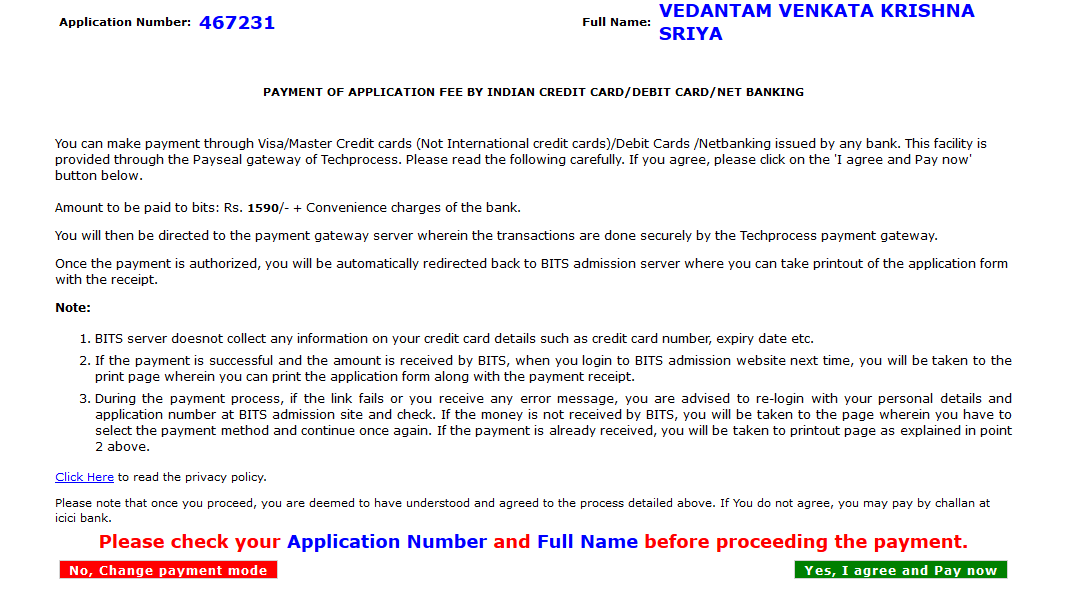 Application Number: 467231
Full Name: VEDANTAM VENKATA KRISHNA
SRIYA
PAYMENT OF APPLICATION FEE BY INDIAN CREDIT CARD/DEBIT CARD/NET BANKING
You can make payment through Visa/Master Credit cards (Not International credit cards)/Debit Cards /Netbanking issued by any bank. This facility is
provided through the Payseal gateway of Techprocess. Please read the following carefully. If you agree, please click on the 'I agree and Pay now'
button below.
Amount to be paid to bits: Rs. 1590/- + Convenience charges of the bank.
You will then be directed to the payment gateway server wherein the transactions are done securely by the Techprocess payment gateway.
Once the payment is authorized, you will be automatically redirected back to BITS admission server where you can take printout of the application form
with the receipt.
Note:
1. BITS server doesnot collect any information on your credit card details such as credit card number, expiry date etc.
2. If the payment is successful and the amount is received by BITS, when you login to BITS admission website next time, you will be taken to the
print page wherein you can print the application form along with the payment receipt.
3. During the payment process, if the link fails or you receive any error message, you are advised to re-login with your personal details and
application number at BITS admission site and check. If the money is not received by BITS, you will be taken to the page wherein you have to
select the payment method and continue once again. If the payment is already received, you will be taken to printout page as explained in point
2 above.
Click Here to read the privacy policy.
Please note that once you proceed, you are deemed to have understood and agreed to the process detailed above. If You do not agree, you may pay by challan at
icici bank.
Please check your Application Number and Full Name before proceeding the payment.
No, Change payment mode
Yes, I agree and Pay now